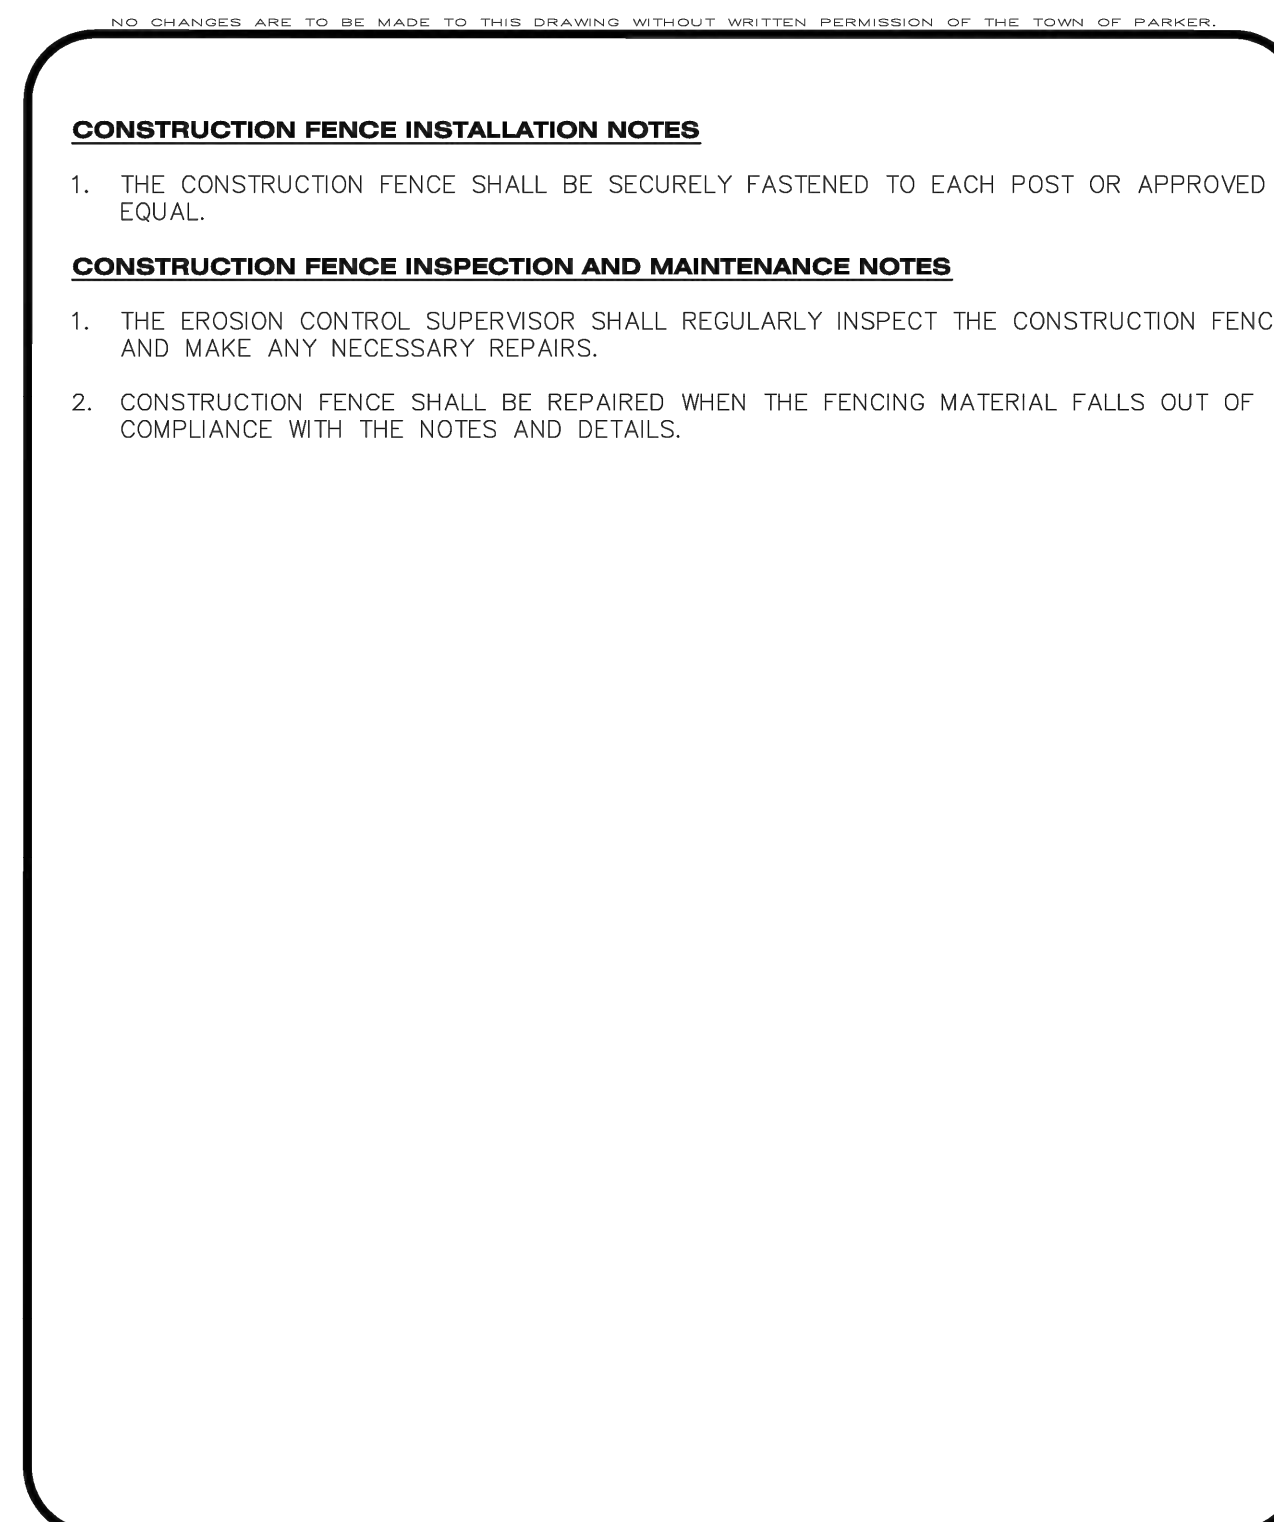 NO CHANGES ARE TO BE MADE TO THIS DRAWING WITHOUT WRITTEN PERMISSION OF THE TOWN OF PARKER.
CONSTRUCTION FENCE INSTALLATION NOTES
1. THE CONSTRUCTION FENCE SHALL BE SECURELY FASTENED TO EACH POST OR APPROVED
EQUAL.
CONSTRUCTION FENCE INSPECTION AND MAINTENANCE NOTES
1. THE EROSION CONTROL SUPERVISOR SHALL REGULARLY INSPECT THE CONSTRUCTION FENC
AND MAKE ANY NECESSARY REPAIRS.
2. CONSTRUCTION FENCE SHALL BE REPAIRED WHEN THE FENCING MATERIAL FALLS OUT OF
COMPLIANCE WITH THE NOTES AND DETAILS.